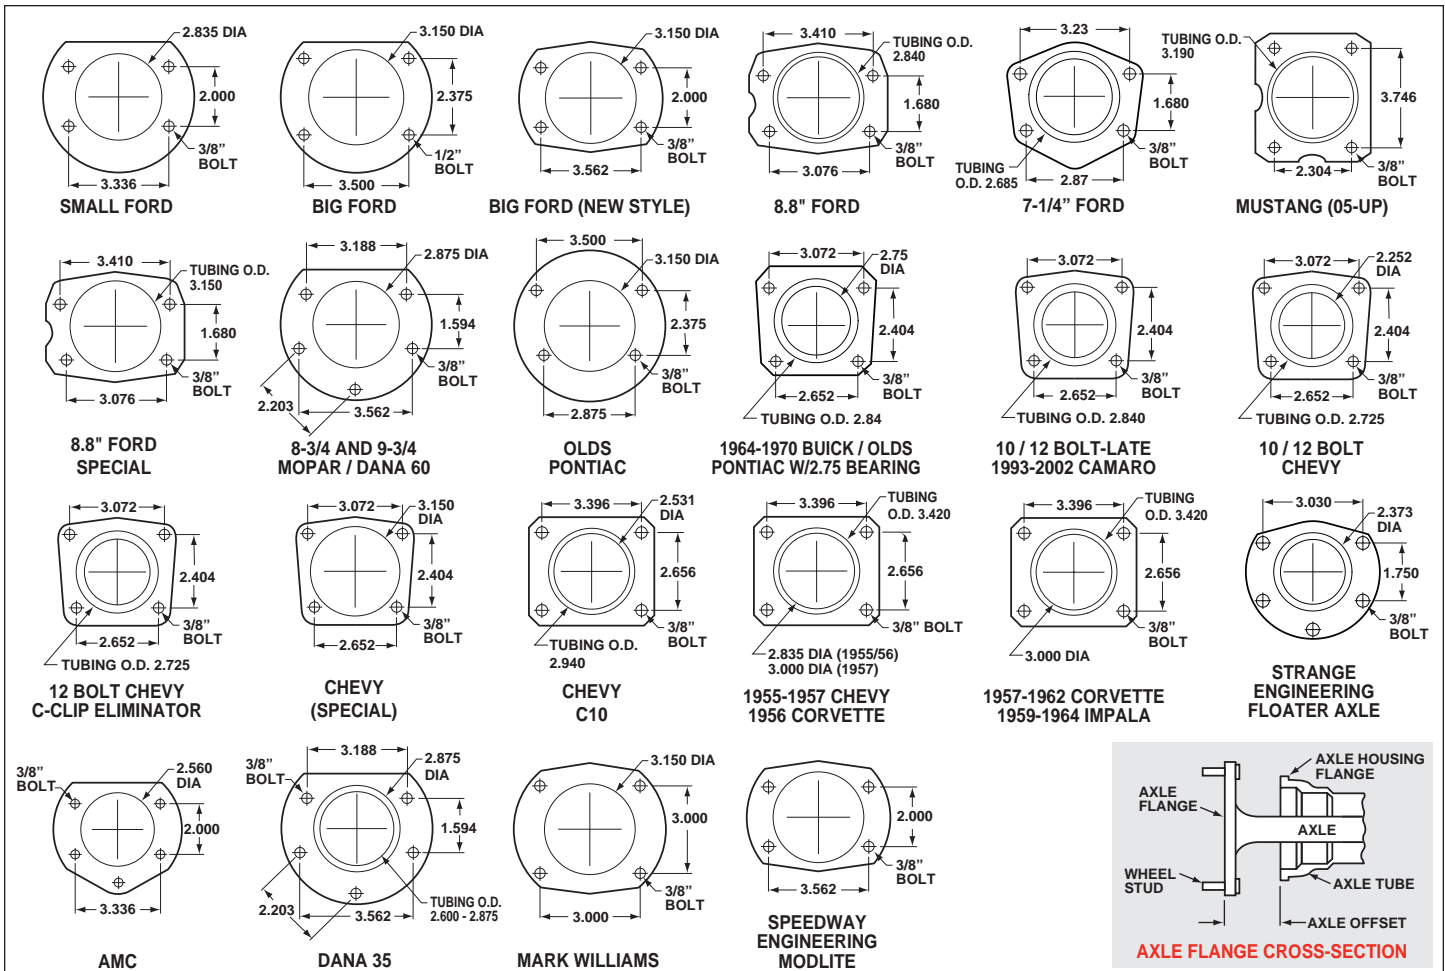 2.835 DIA
2.000
3/8"
BOLT
3.336
SMALL FORD
3.150 DIA
2.375
1/2"
BOLT
3.500
BIG FORD
3.150 DIA
2.000
3/8"
BOLT
3.562
BIG FORD (NEW STYLE)
3.410
TUBING O.D.
2.840
1.680
3/8"
BOLT
3.076
8.8" FORD
3.23
1.680
3/8"
BOLT
TUBING
O.D. 2.685
2.87
7-1/4" FORD
TUBING O.D.
3.190
3.746
3/8"
BOLT
2.304
MUSTANG (05-UP)
3.410
TUBING O.D.
3.150
1.680
3/8"
BOLT
3.076
8.8" FORD
SPECIAL
3.188
2.875 DIA
1.594
3/8"
BOLT
2.203
3.562
8-3/4 AND 9-3/4
MOPAR / DANA 60
3.500
3.150 DIA
2.375
3/8"
BOLT
2.875
OLDS
PONTIAC
3.072
2.75
DIA
2.404
3/8"
BOLT
2.652
TUBING O.D. 2.84
1964-1970 BUICK / OLDS
PONTIAC W/2.75 BEARING
3.072
2.404
3/8"
BOLT
2.652
TUBING O.D. 2.840
10 / 12 BOLT-LATE
1993-2002 CAMARO
3.072
2.252
DIA
2.404
3/8"
BOLT
2.652
TUBING O.D. 2.725
10 / 12 BOLT
CHEVY
3.072
2.404
3/8"
BOLT
2.652
TUBING O.D. 2.725
12 BOLT CHEVY
C-CLIP ELIMINATOR
3.072
3.150
DIA
2.404
3/8"
BOLT
2.652
CHEVY
(SPECIAL)
3.396
2.531
DIA
2.656
3/8"
BOLT
TUBING O.D.
2.940
CHEVY
C10
3.396
TUBING
O.D. 3.420
2.656
3/8" BOLT
2.835 DIA (1955/56)
3.000 DIA (1957)
1955-1957 CHEVY
1956 CORVETTE
3.396
TUBING
O.D. 3.420
2.656
3/8"
BOLT
3.000 DIA
1957-1962 CORVETTE
1959-1964 IMPALA
3.030
2.373
DIA
1.750
3/8"
BOLT
STRANGE
ENGINEERING
FLOATER AXLE
3/8"
BOLT
2.560
DIA
2.000
3.336
AMC
3/8"
BOLT
3.188
2.875
DIA
1.594
2.203
3.562
TUBING O.D.
2.600 - 2.875
DANA 35
3.150 DIA
3.000
3/8"
BOLT
3.000
MARK WILLIAMS
2.000
3/8"
BOLT
3.562
SPEEDWAY
ENGINEERING
MODLITE
AXLE HOUSING
FLANGE
AXLE
FLANGE
AXLE
WHEEL
STUD
AXLE TUBE
AXLE OFFSET
AXLE FLANGE CROSS-SECTION